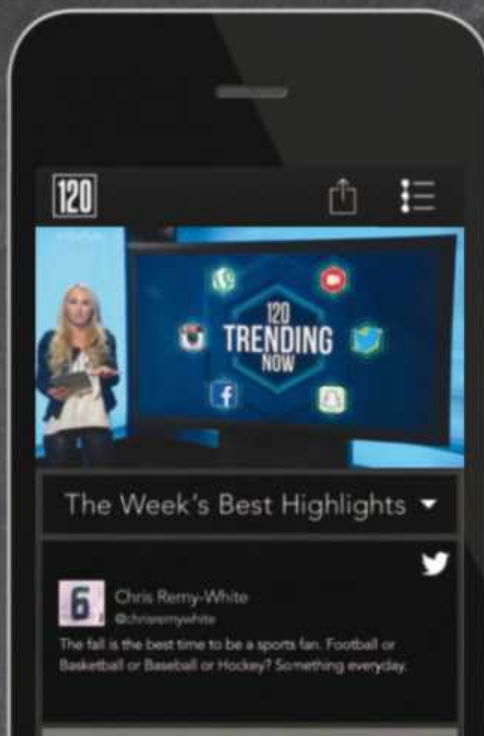 120
120
TRENDING
NOW
The Week's Best Highlights
6
Chris Remy-White
@chrisremywhite
The fall is the best time to be a sports fan. Football or
Basketball or Baseball or Hockey? Something everyday.